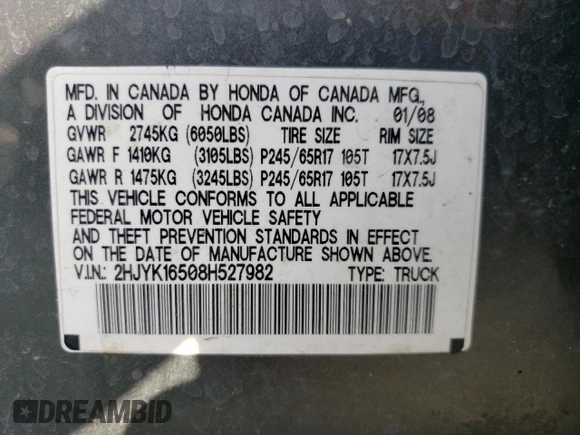 MFD. IN CANADA BY HONDA OF CANADA MFG.,
A DIVISION OF HONDA CANADA INC. 01/08
GVWR 2745KG (6050LBS) TIRE SIZE RIM SIZE
GAWR F 1410KG (3105LBS) P245/65R17 105T 17X7.5J
GAWR R 1475KG (3245LBS) P245/65R17 105T 17X7.5J
THIS VEHICLE CONFORMS TO ALL APPLICABLE
FEDERAL MOTOR VEHICLE SAFETY
AND THEFT PREVENTION STANDARDS IN EFFECT
ON THE DATE OF MANUFACTURE SHOWN ABOVE.
V.I.N.: 2HJYK16508H527982 TYPE: TRUCK
DREAMBID